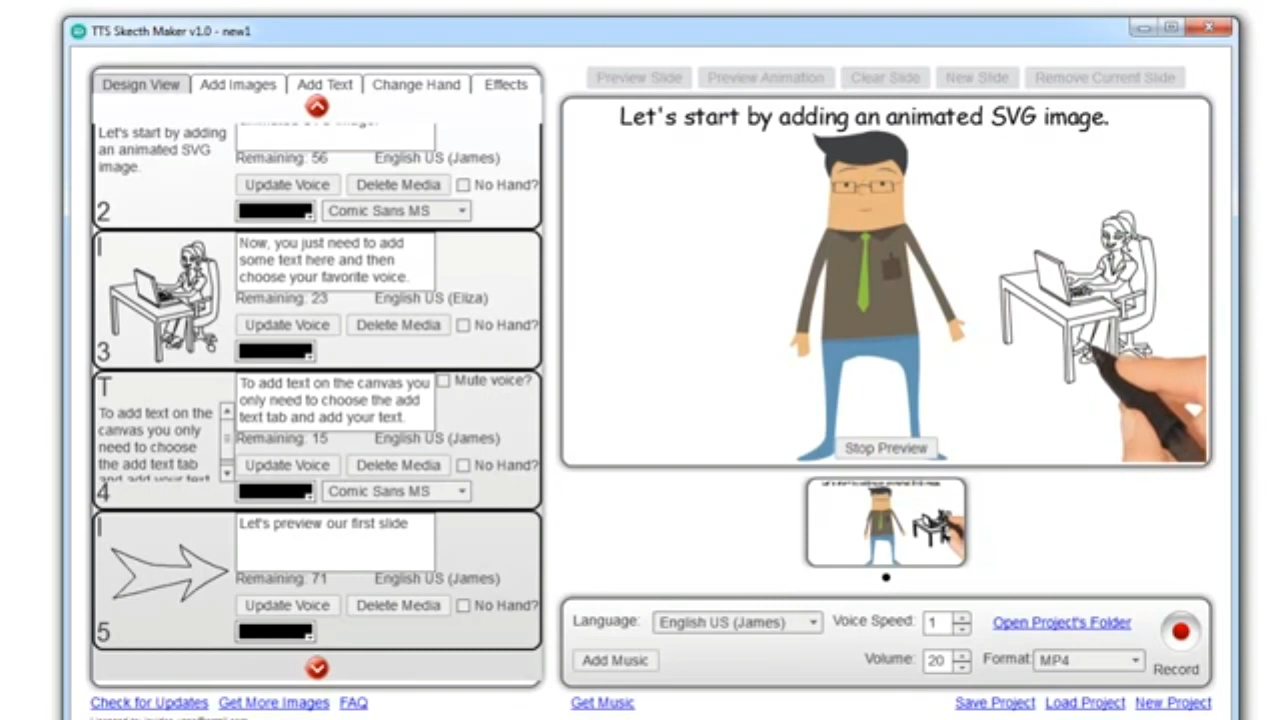 TTS Skecth Maker v1.0 - new1
Design View
Add Images
Add Text
Change Hand
Effects
Let's start by adding
an animated SVG
image.
Remaining: 56
English US (James)
Update Voice
Delete Media
No Hand?
2
Comic Sans MS
I
Now, you just need to add
some text here and then
choose your favorite voice.
Remaining: 23
English US (Eliza)
Update Voice
Delete Media
No Hand?
3
T
To add text on the canvas you
only need to choose the add
text tab and add your text.
Mute voice?
To add text on the
canvas you only
need to choose
the add text tab
and add your text
Remaining: 15
English US (James)
Update Voice
Delete Media
No Hand?
4
Comic Sans MS
I
Let's preview our first slide
Remaining: 71
English US (James)
Update Voice
Delete Media
No Hand?
5
Check for Updates
Get More Images
FAQ
Preview Slide
Preview Animation
Clear Slide
New Slide
Remove Current Slide
Let's start by adding an animated SVG image.
Stop Preview
Language:
English US (James)
Voice Speed:
1
Open Project's Folder
Add Music
Volume:
20
Format:
MP4
Record
Get Music
Save Project
Load Project
New Project